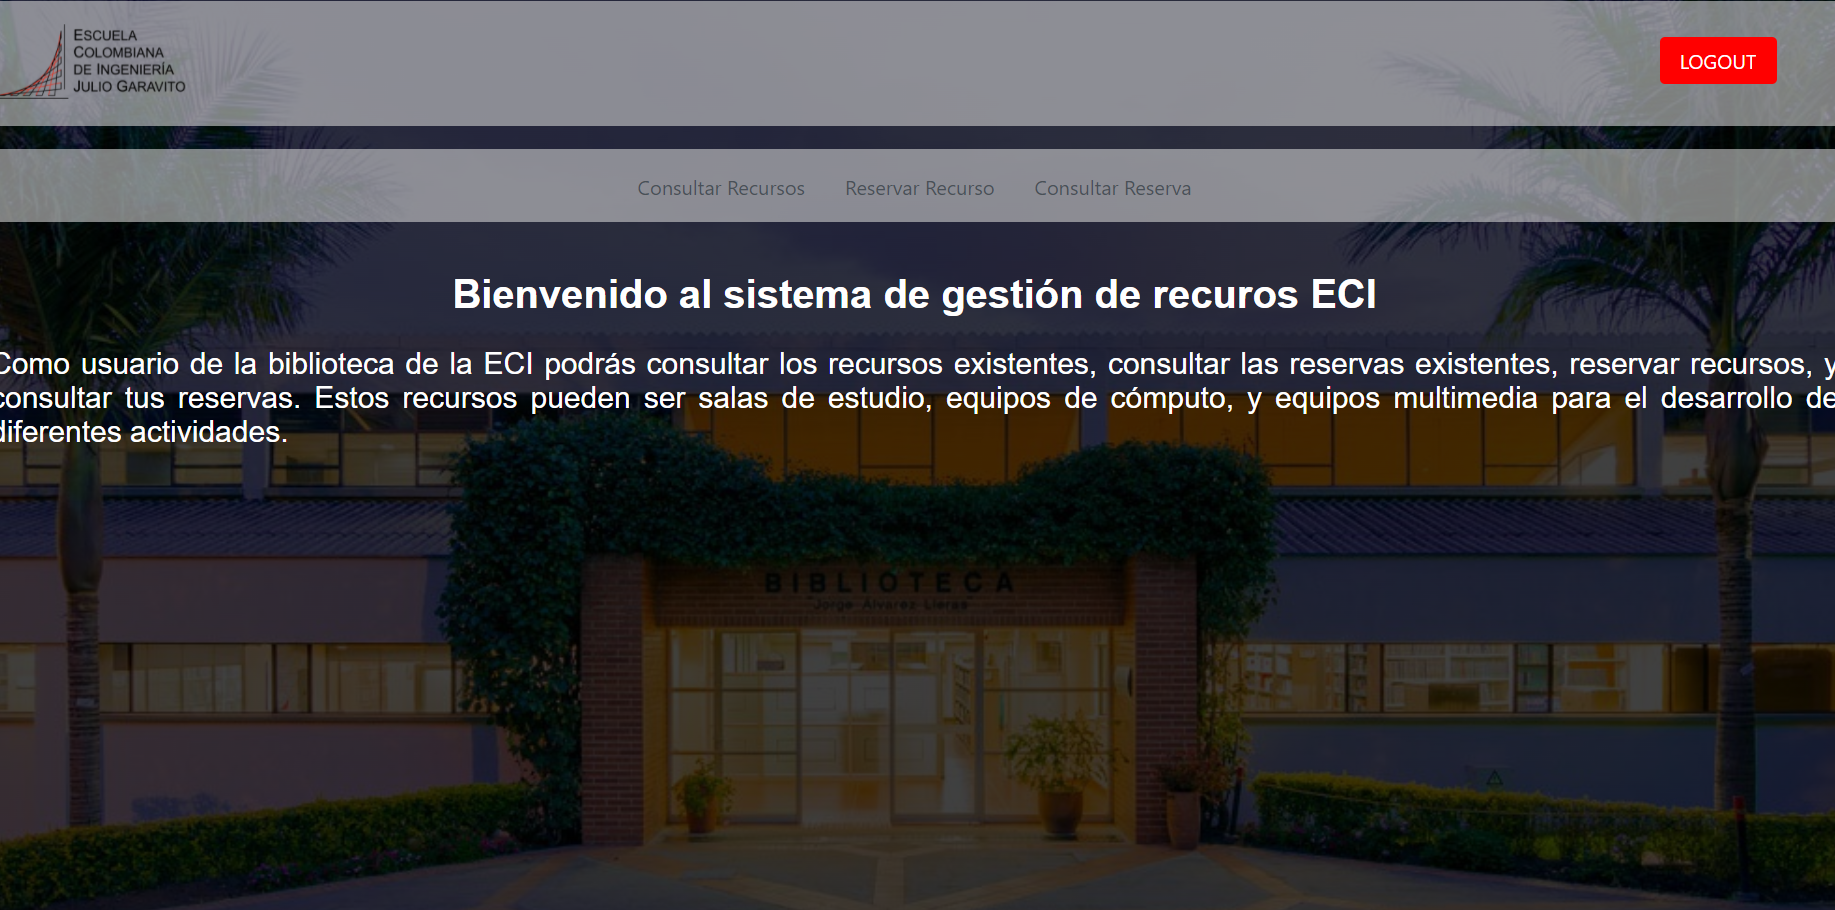 ESCUELA
COLOMBIANA
DE INGENIERÍA
JULIO GARAVITO
LOGOUT
Consultar Recursos Reservar Recurso Consultar Reserva
Bienvenido al sistema de gestión de recuros ECI
Como usuario de la biblioteca de la ECI podrás consultar los recursos existentes, consultar las reservas existentes, reservar recursos, y
consultar tus reservas. Estos recursos pueden ser salas de estudio, equipos de cómputo, y equipos multimedia para el desarrollo de
diferentes actividades.
BIBLIOTECA
Jorge Alvarez Lleras